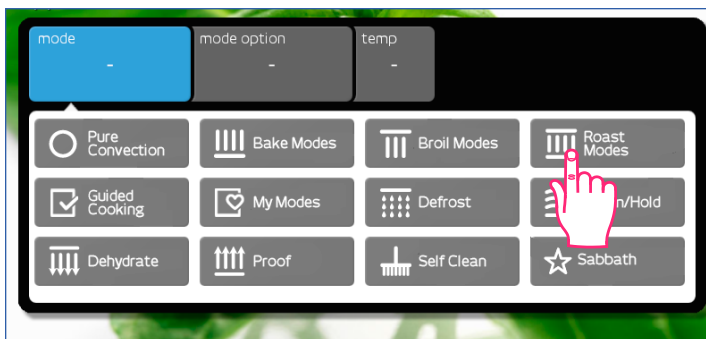 mode
-
mode option
-
temp
-
Pure
Convection
Bake Modes
Broil Modes
Roast
Modes
Guided
Cooking
My Modes
Defrost
/Hold
Dehydrate
Proof
Self Clean
Sabbath